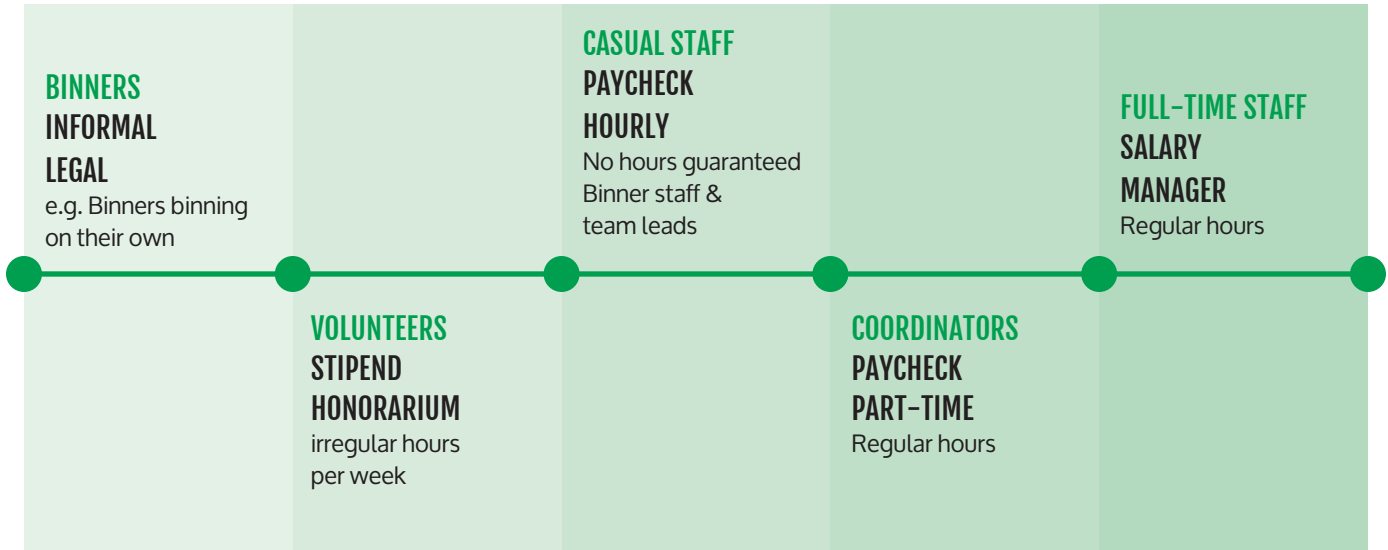 BINNERS
INFORMAL
LEGAL
e.g. Binners binning
on their own
VOLUNTEERS
STIPEND
HONORARIUM
irregular hours
per week
CASUAL STAFF
PAYCHECK
HOURLY
No hours guaranteed
Binner staff &
team leads
COORDINATORS
PAYCHECK
PART-TIME
Regular hours
FULL-TIME STAFF
SALARY
MANAGER
Regular hours